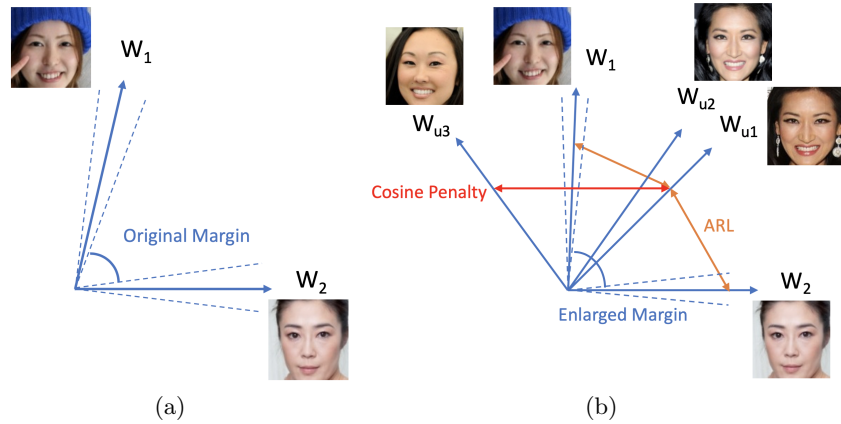 W1
Original Margin
W2
(a)
W1
Wu2
Wu1
Wu3
Cosine Penalty
ARL
W2
Enlarged Margin
(b)